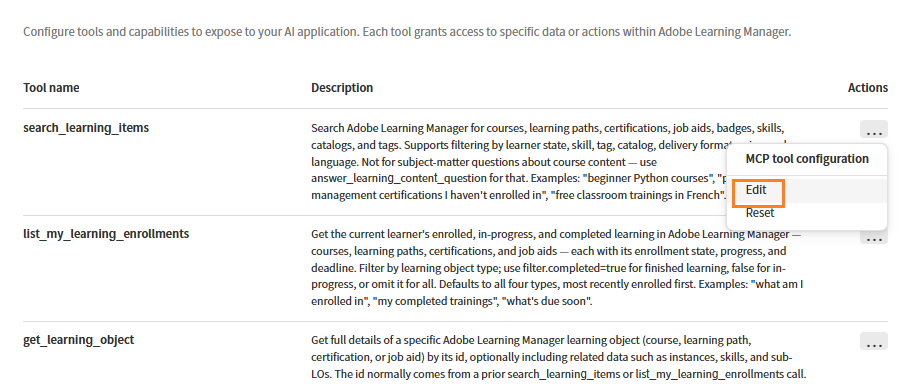 Configure tools and capabilities to expose to your AI application. Each tool grants access to specific data or actions within Adobe Learning Manager.
Tool name Description Actions
search_learning_items
Search Adobe Learning Manager for courses, learning paths, certifications, job aids, badges, skills,
catalogs, and tags. Supports filtering by learner state, skill, tag, catalog, delivery
language. Not for subject-matter questions about course content — use
answer_learning_content_question for that. Examples: "beginner Python courses",
management certifications I haven't enrolled in", "free classroom trainings in French".
...
MCP tool configuration
Edit
Reset
list_my_learning_enrollments
Get the current learner's enrolled, in-progress, and completed learning in Adobe Learning Manager —
courses, learning paths, certifications, and job aids — each with its enrollment state, progress, and
deadline. Filter by learning object type; use filter.completed=true for finished learning, false for in-
progress, or omit it for all. Defaults to all four types, most recently enrolled first. Examples: "what am I
enrolled in", "my completed trainings", "what's due soon".
...
get_learning_object
Get full details of a specific Adobe Learning Manager learning object (course, learning path,
certification, or job aid) by its id, optionally including related data such as instances, skills, and sub-
LOs. The id normally comes from a prior search_learning_items or list_my_learning_enrollments call.
...